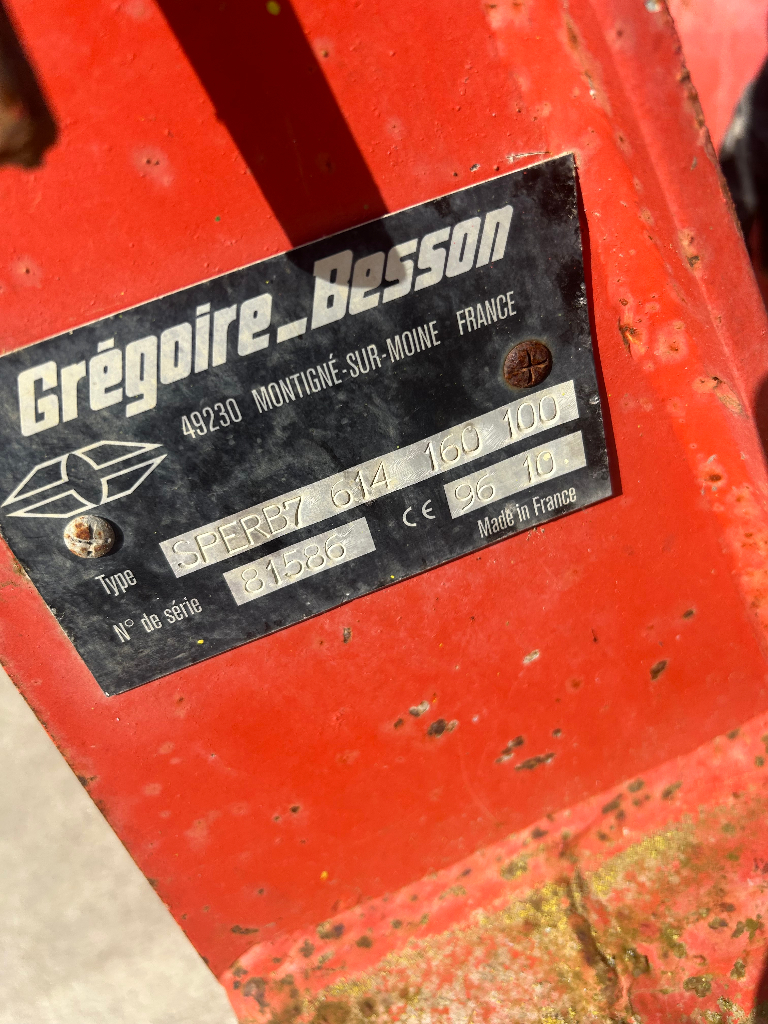 Grégoire_Besson
49230 MONTIGNÉ-SUR-MOINE FRANCE
Type SPERB7 614 160 100
N° de série 81586 CE 96 10
Made in France